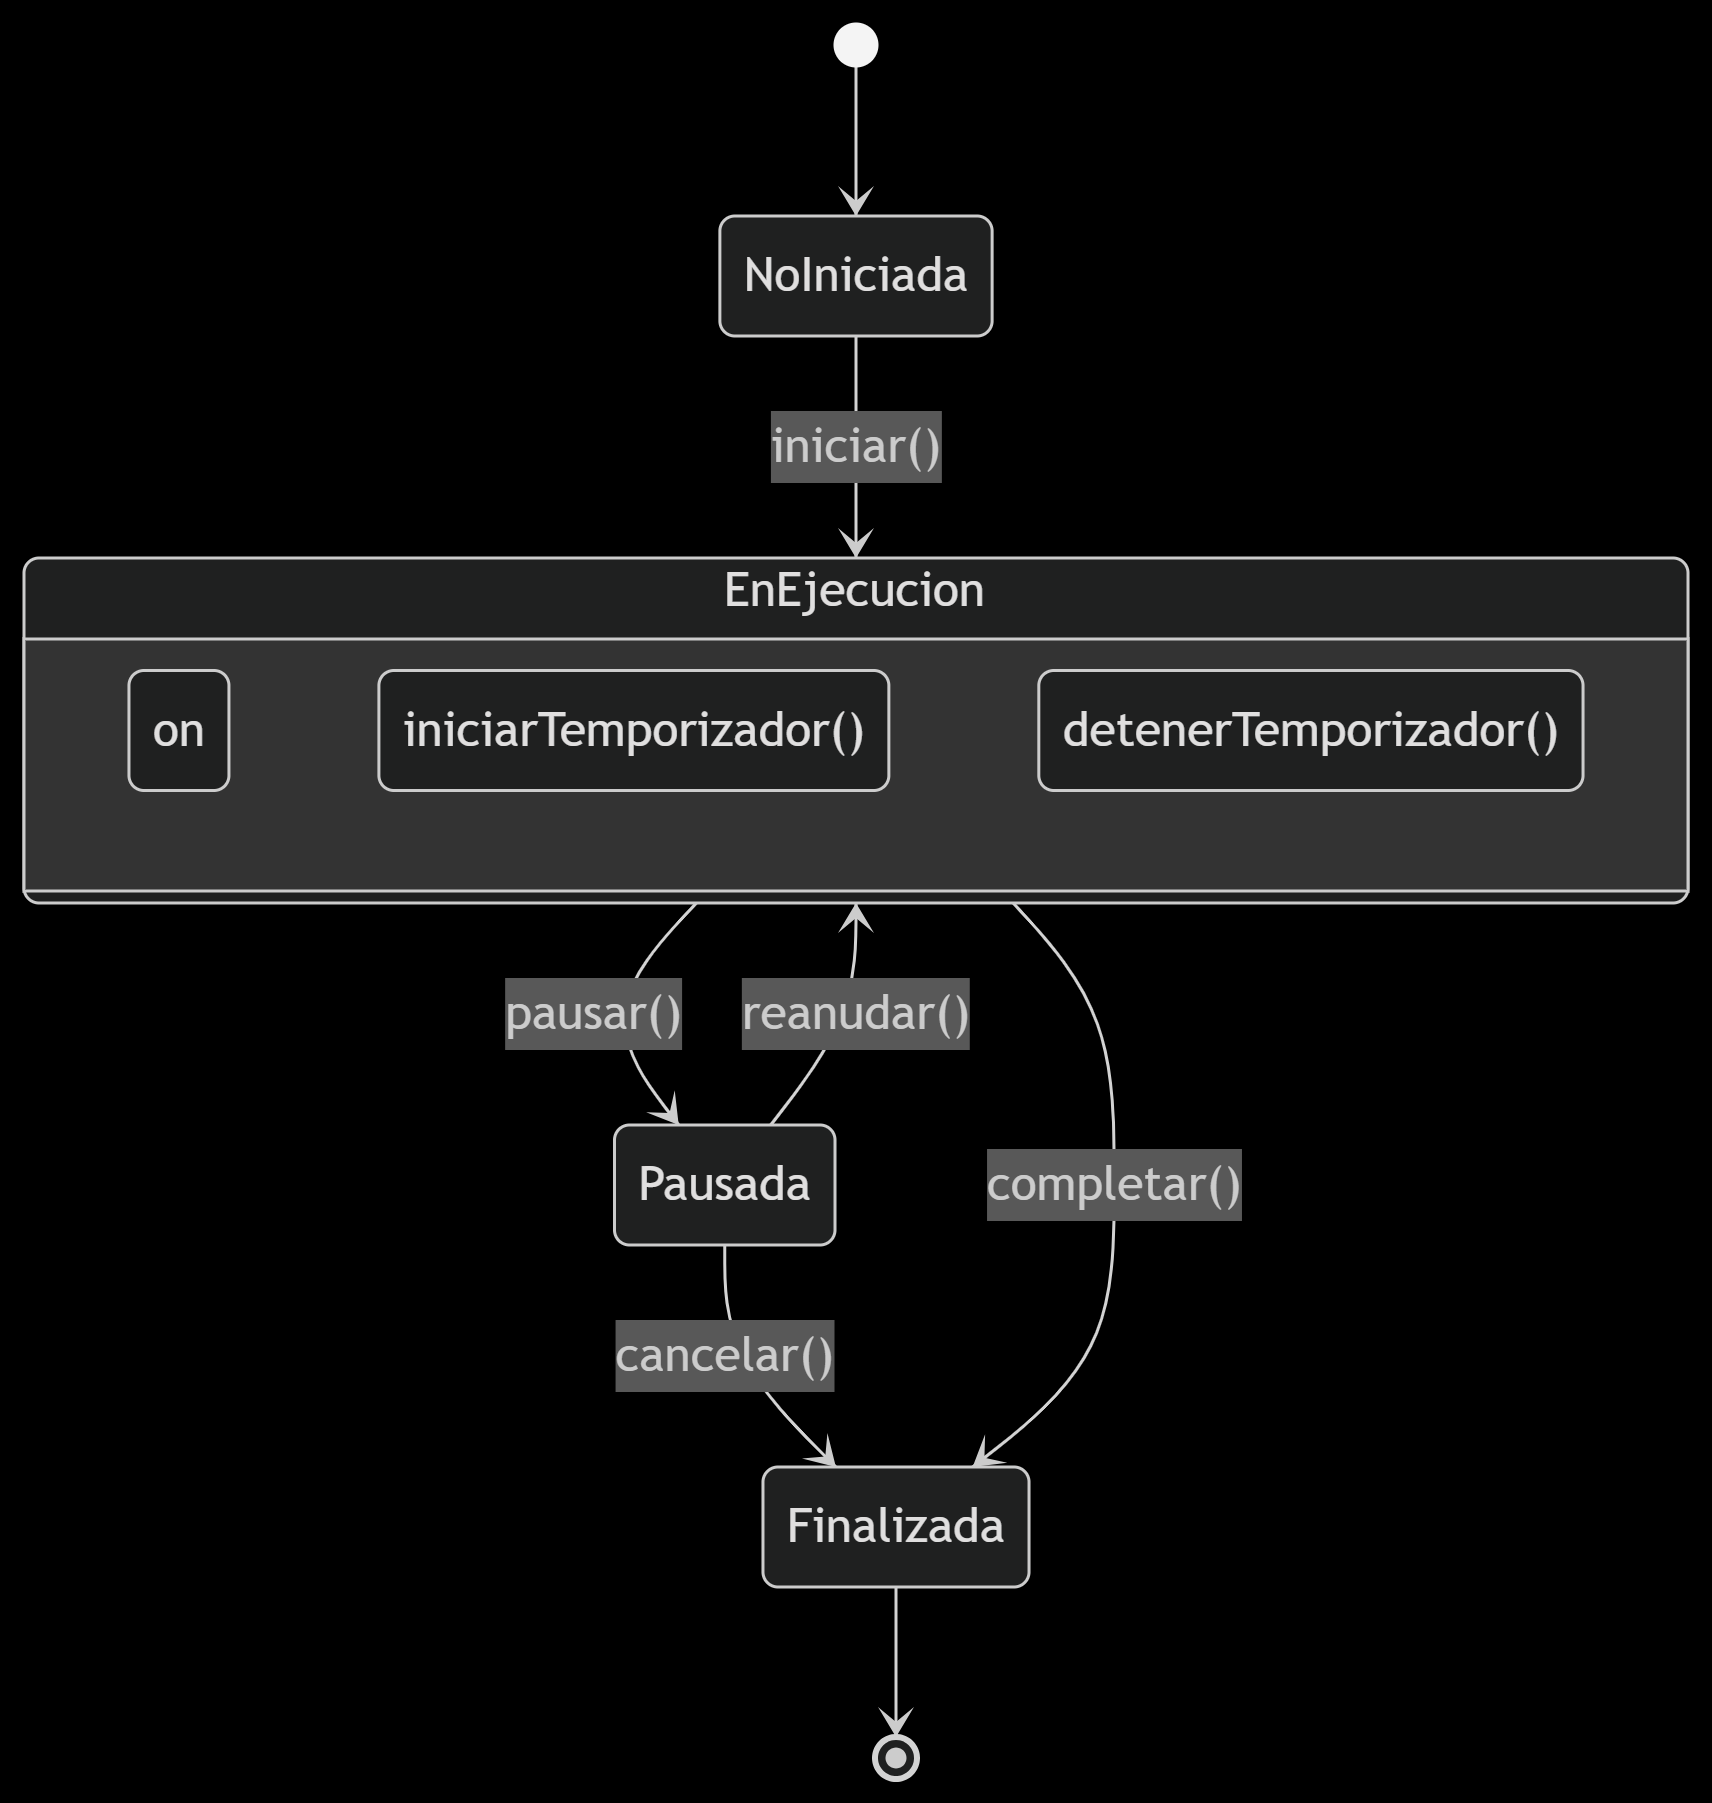 NoIniciada
iniciar()
EnEjecucion
on
iniciarTemporizador()
detenerTemporizador()
pausar()
reanudar()
Pausada
completar()
cancelar()
Finalizada